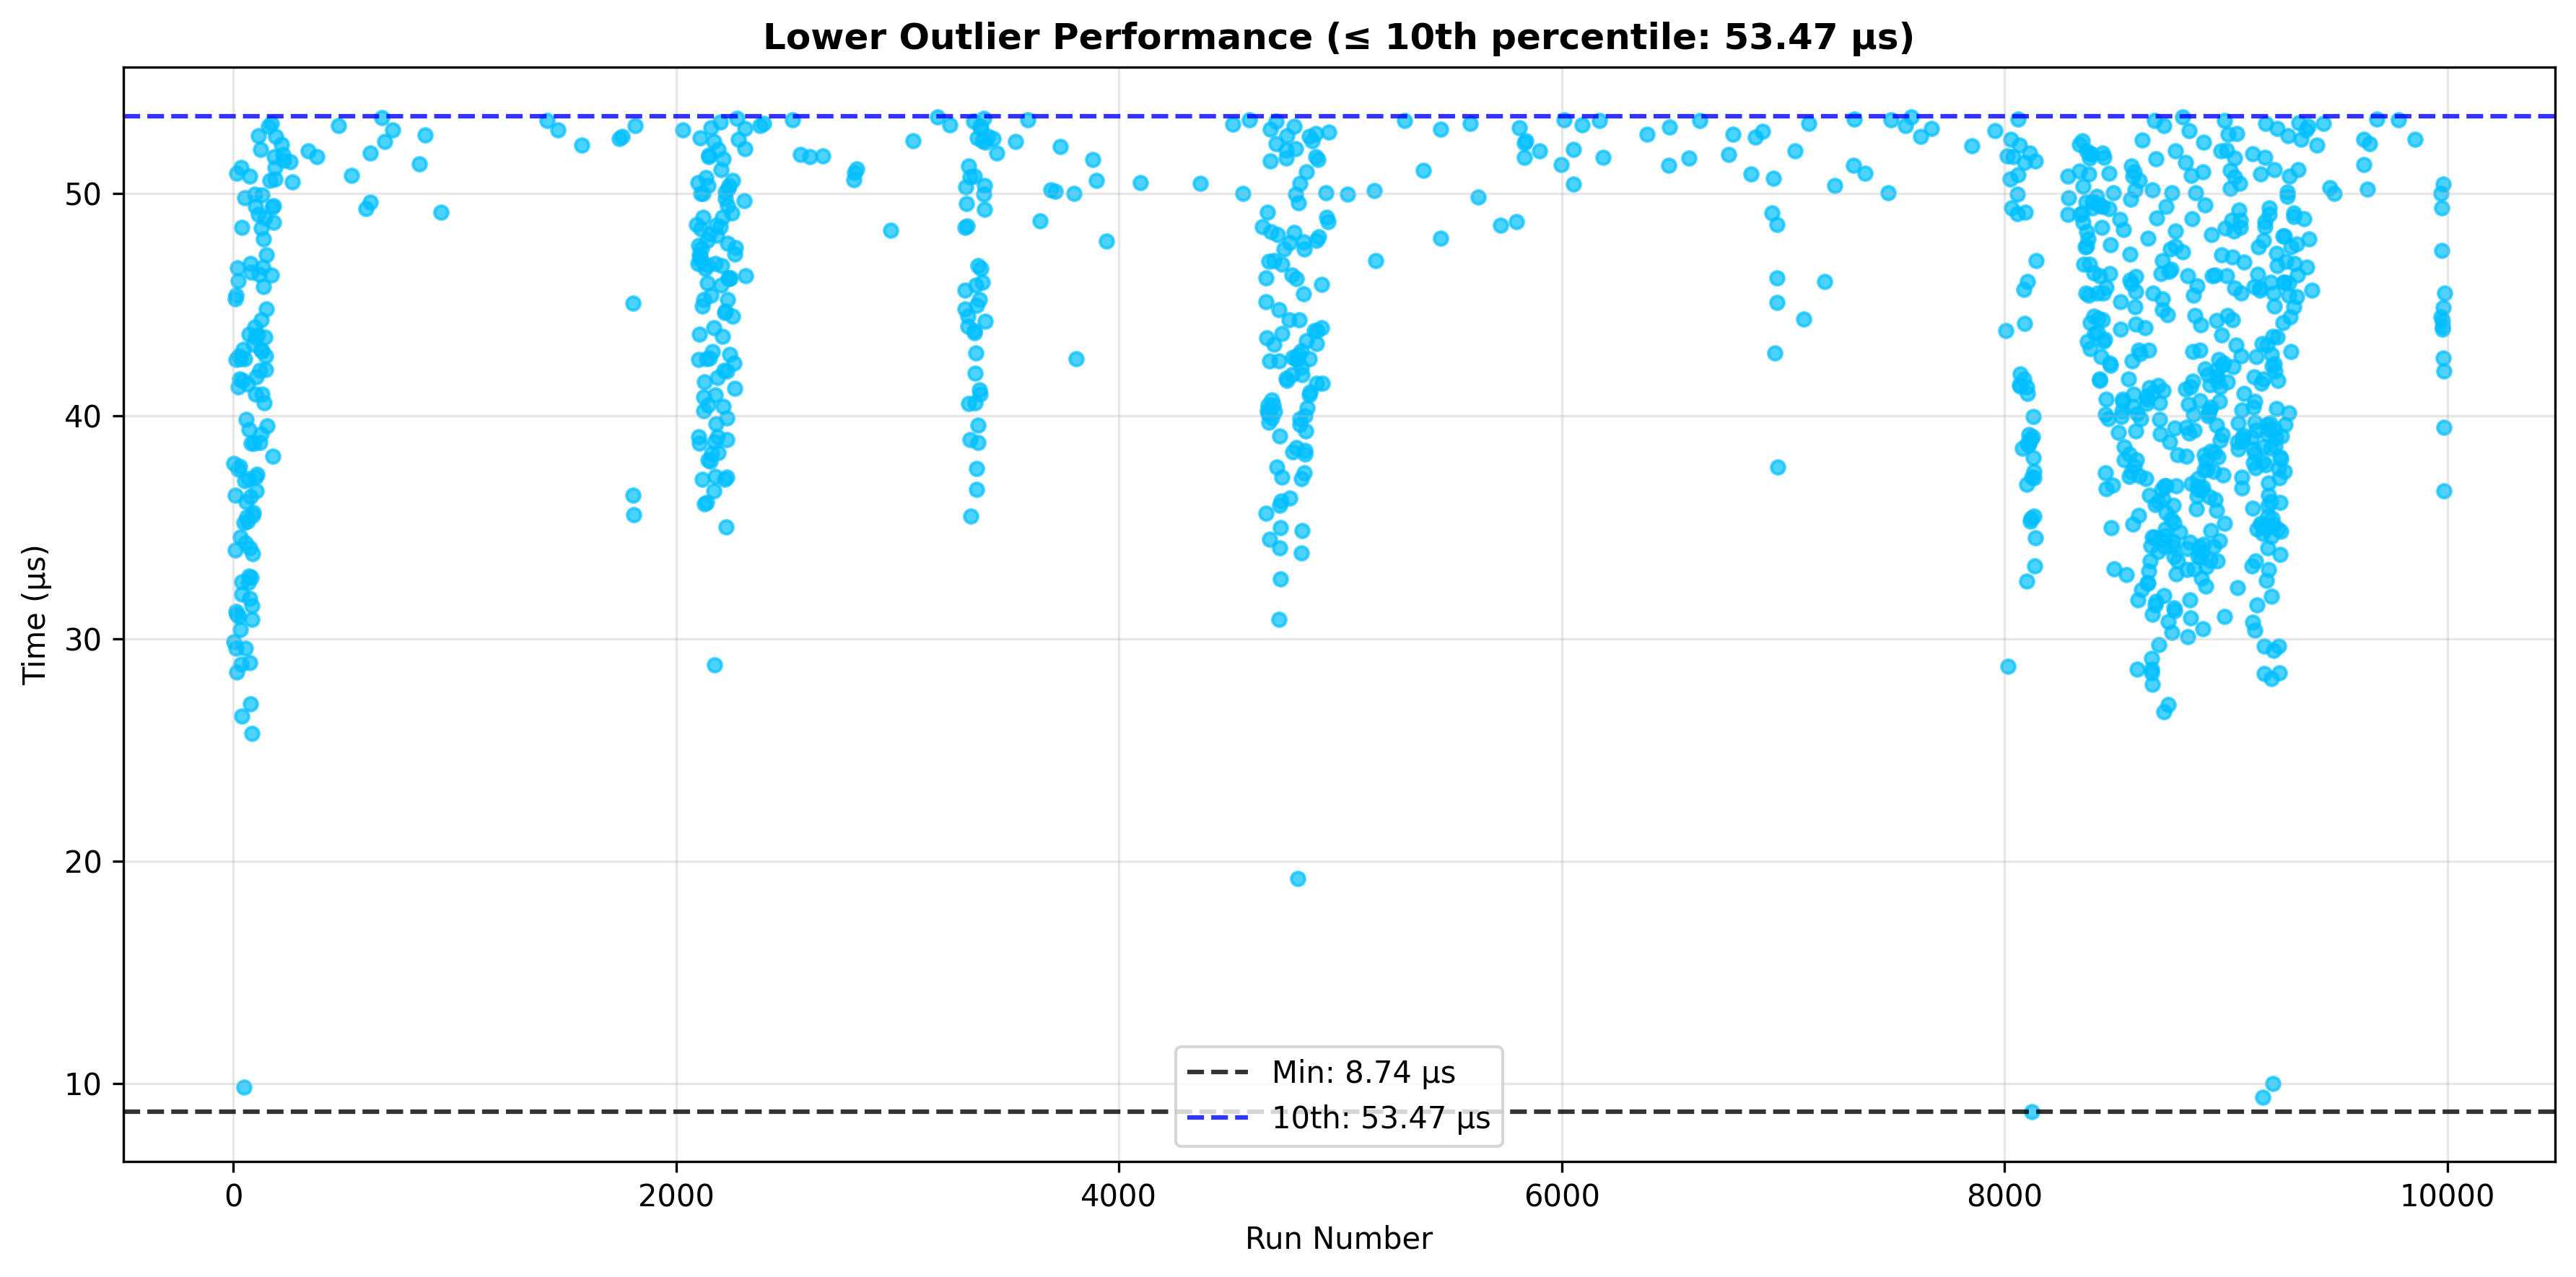 Lower Outlier Performance (≤ 10th percentile: 53.47 µs)
Time (µs)
50
40
30
20
10
Min: 8.74 µs
10th: 53.47 µs
0 2000 4000 6000 8000 10000
Run Number